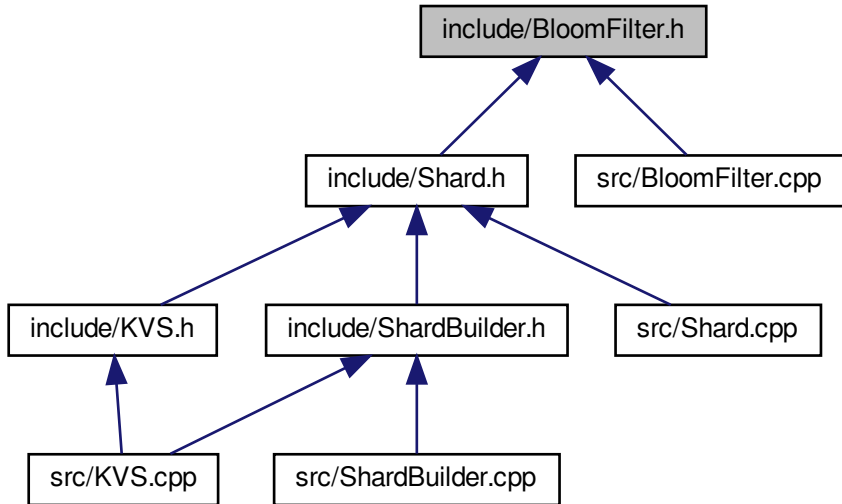 include/BloomFilter.h
include/Shard.h
src/BloomFilter.cpp
include/KVS.h
include/ShardBuilder.h
src/Shard.cpp
src/KVS.cpp
src/ShardBuilder.cpp